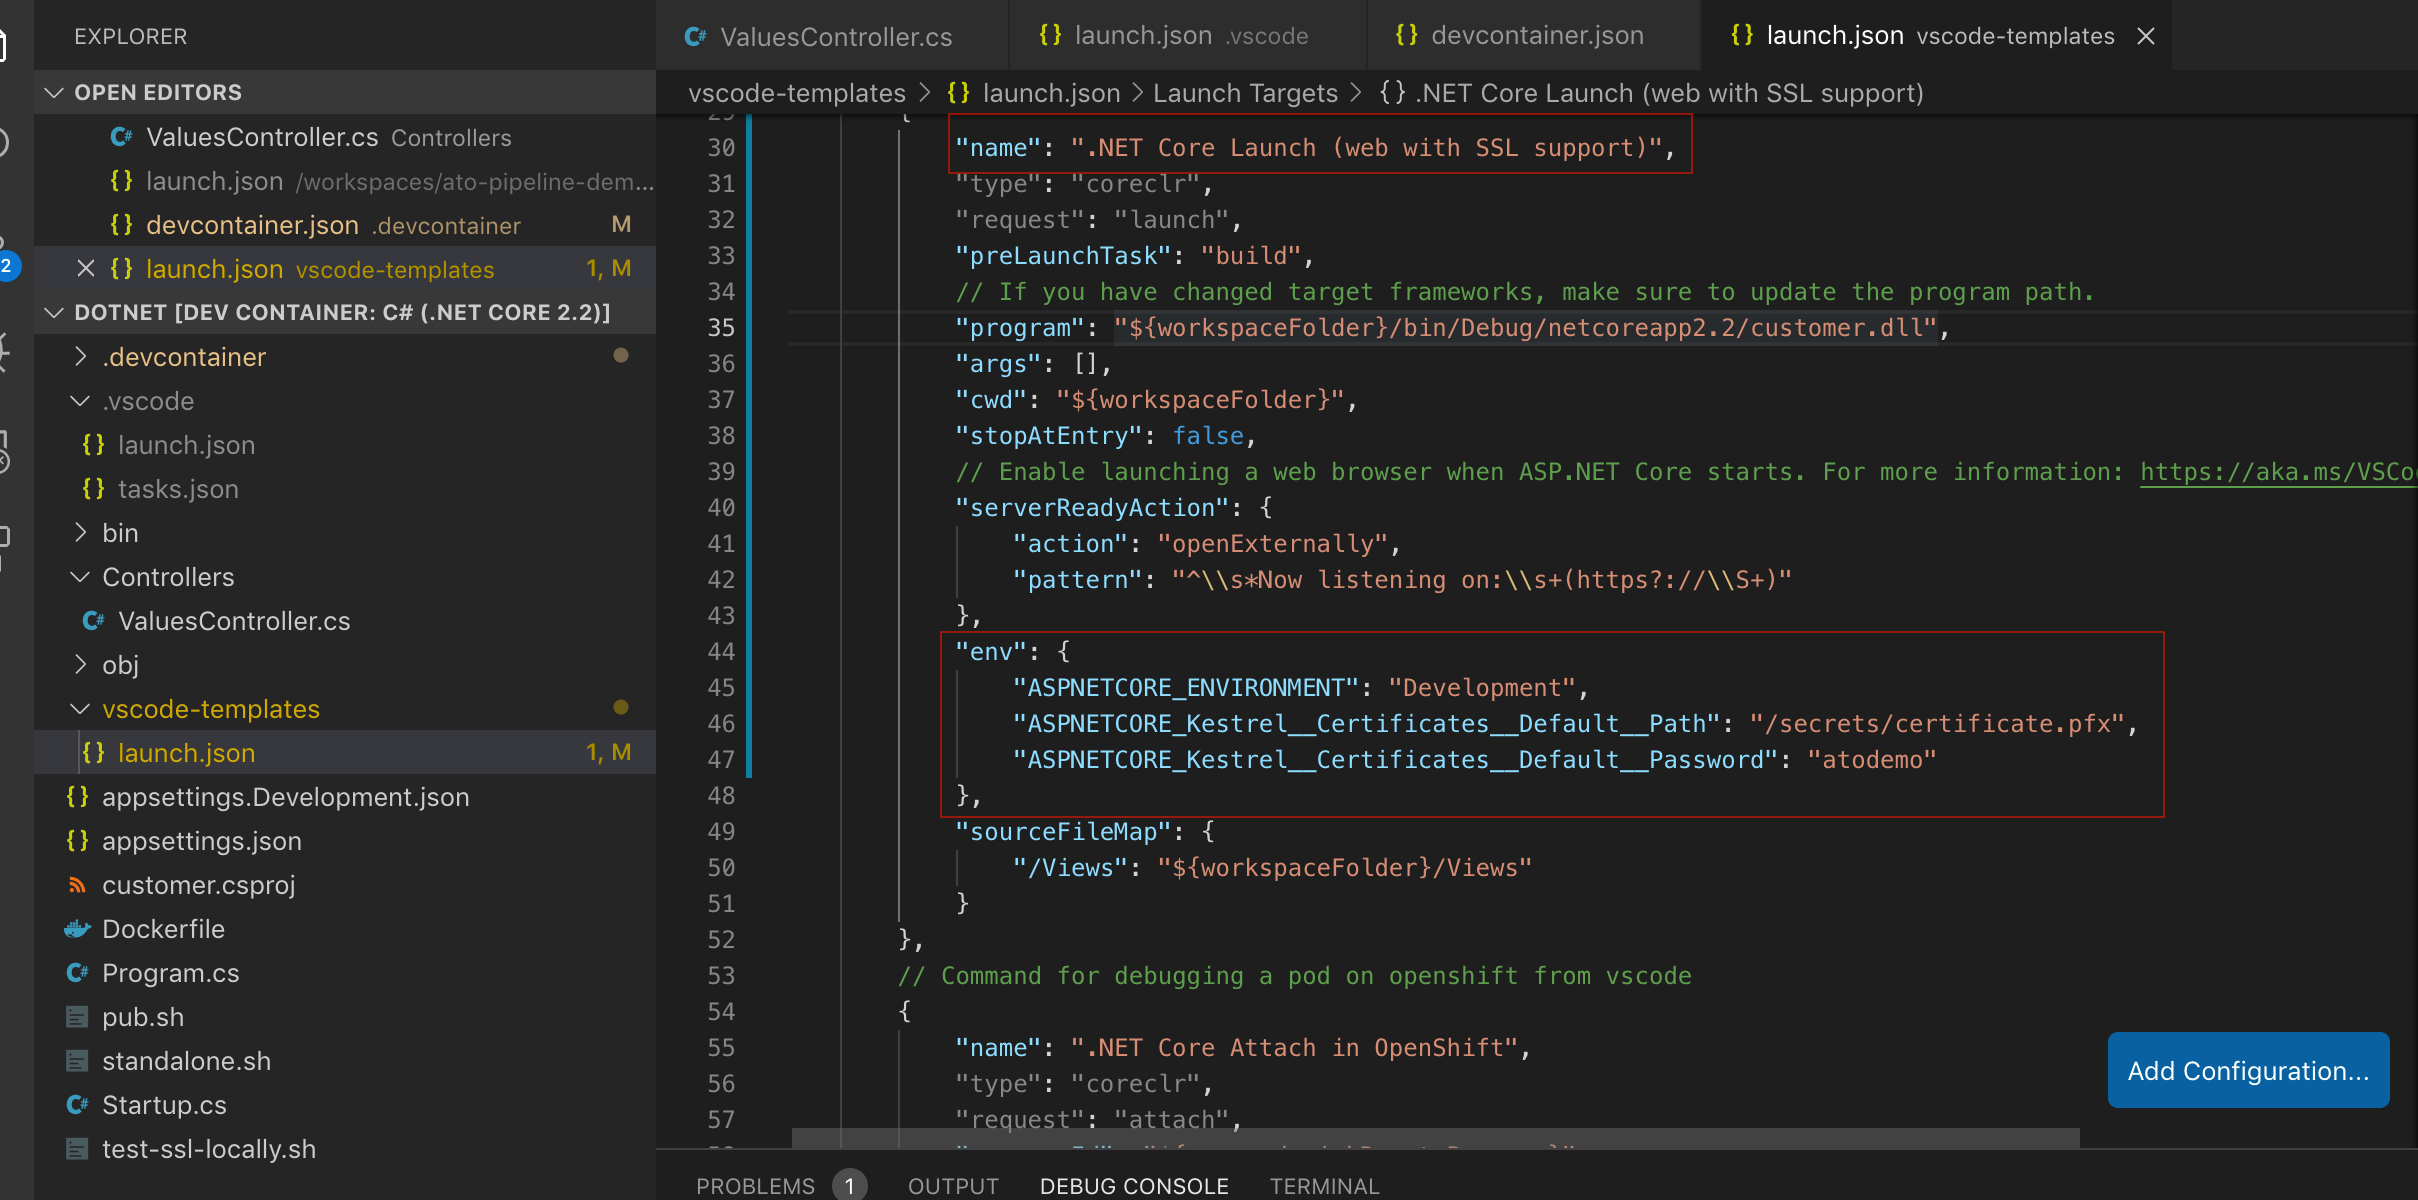 EXPLORER
OPEN EDITORS
ValuesController.cs Controllers
launch.json /workspaces/ato-pipeline-dem...
devcontainer.json .devcontainer M
launch.json vscode-templates 1, M
2
DOTNET [DEV CONTAINER: C# (.NET CORE 2.2)]
.devcontainer
.vscode
launch.json
tasks.json
bin
Controllers
ValuesController.cs
obj
vscode-templates
launch.json 1, M
appsettings.Development.json
appsettings.json
customer.csproj
Dockerfile
Program.cs
pub.sh
standalone.sh
Startup.cs
test-ssl-locally.sh
ValuesController.cs launch.json .vscode devcontainer.json launch.json vscode-templates
vscode-templates > {} launch.json > Launch Targets > {} .NET Core Launch (web with SSL support)
29 {
30 "name": ".NET Core Launch (web with SSL support)",
31 "type": "coreclr",
32 "request": "launch",
33 "preLaunchTask": "build",
34 // If you have changed target frameworks, make sure to update the program path.
35 "program": "${workspaceFolder}/bin/Debug/netcoreapp2.2/customer.dll",
36 "args": [],
37 "cwd": "${workspaceFolder}",
38 "stopAtEntry": false,
39 // Enable launching a web browser when ASP.NET Core starts. For more information: https://aka.ms/VSCo
40 "serverReadyAction": {
41 "action": "openExternally",
42 "pattern": "^\\s*Now listening on:\\s+(https?://\\S+)"
43 },
44 "env": {
45 "ASPNETCORE_ENVIRONMENT": "Development",
46 "ASPNETCORE_Kestrel__Certificates__Default__Path": "/secrets/certificate.pfx",
47 "ASPNETCORE_Kestrel__Certificates__Default__Password": "atodemo"
48 },
49 "sourceFileMap": {
50 "/Views": "${workspaceFolder}/Views"
51 }
52 },
53 // Command for debugging a pod on openshift from vscode
54 {
55 "name": ".NET Core Attach in OpenShift",
56 "type": "coreclr",
57 "request": "attach",
Add Configuration...
PROBLEMS 1 OUTPUT DEBUG CONSOLE TERMINAL